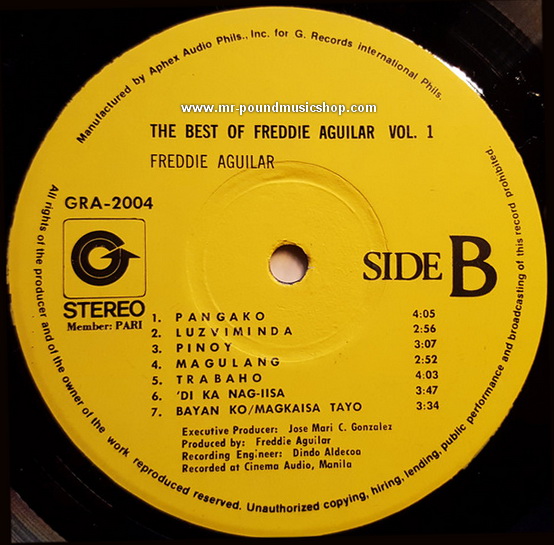 Manufactured by Aphex Audio Phils., Inc. for G. Records international Phils.
www.mr-poundmusicshop.com
THE BEST OF FREDDIE AGUILAR VOL. 1
FREDDIE AGUILAR
GRA-2004
SIDE B
STEREO
Member: PARI
1. PANGAKO 4:05
2. LUZVIMINDA 2:56
3. PINOY 3:07
4. MAGULANG 2:52
5. TRABAHO 4:03
6. 'DI KA NAG-IISA 3:47
7. BAYAN KO/MAGKAISA TAYO 3:34
Executive Producer: Jose Mari C. Gonzalez
Produced by: Freddie Aguilar
Recording Engineer: Dindo Aldecoa
Recorded at Cinema Audio, Manila
All rights of the producer and of the owner of the work reproduced reserved. Unauthorized copying, hiring, lending, public performance and broadcasting of this record prohibited.